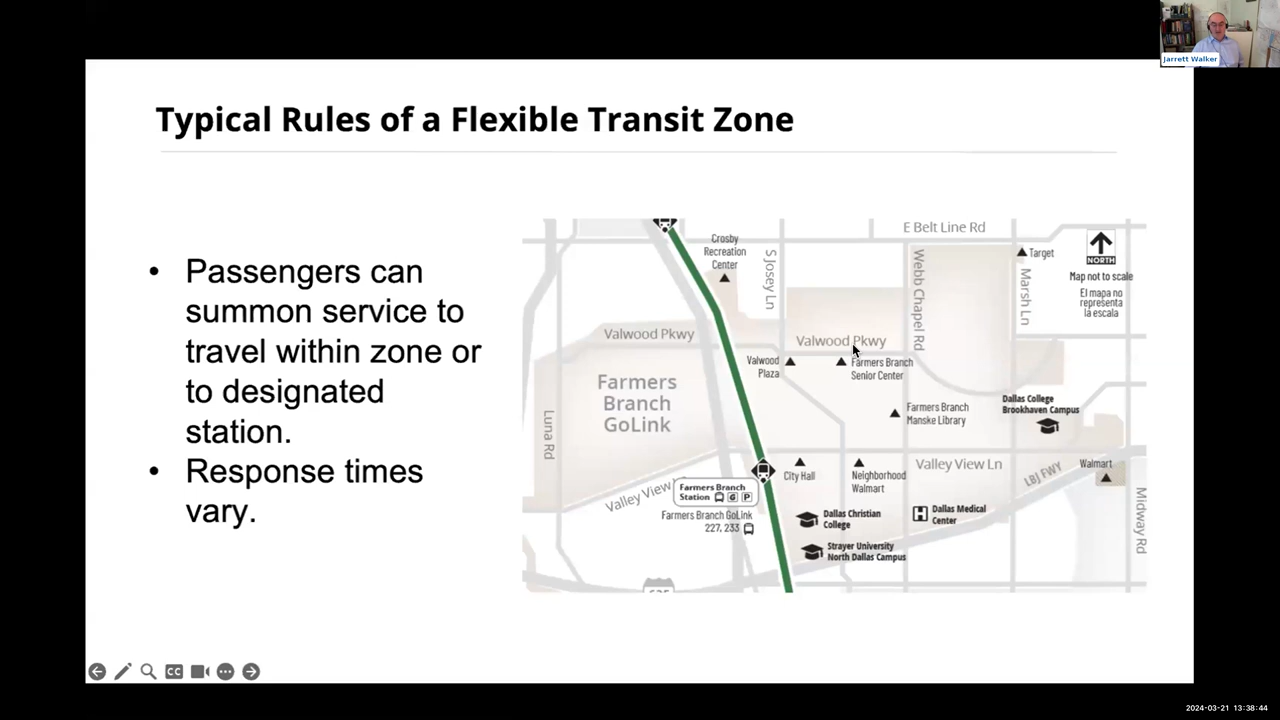 Jarrett Walker
Typical Rules of a Flexible Transit Zone
• Passengers can
summon service to
travel within zone or
to designated
station.
• Response times
vary.
E Belt Line Rd
Crosby
Recreation
Center
S Josey Ln
Webb Chapel Rd
Target
Marsh Ln
NORTH
Map not to scale
El mapa no
representa
la escala
Valwood Pkwy
Valwood Pkwy
Valwood
Plaza
Farmers Branch
Senior Center
Farmers
Branch
GoLink
Luna Rd
Farmers Branch
Manske Library
Dallas College
Brookhaven Campus
Valley View
City Hall
Neighborhood
Walmart
Valley View Ln
LBJ FWY
Walmart
Midway Rd
Farmers Branch
Station G P
Farmers Branch GoLink
227, 233
Dallas Christian
College
Dallas Medical
Center
H
Strayer University
North Dallas Campus
CC
2024-03-21 13:38:44